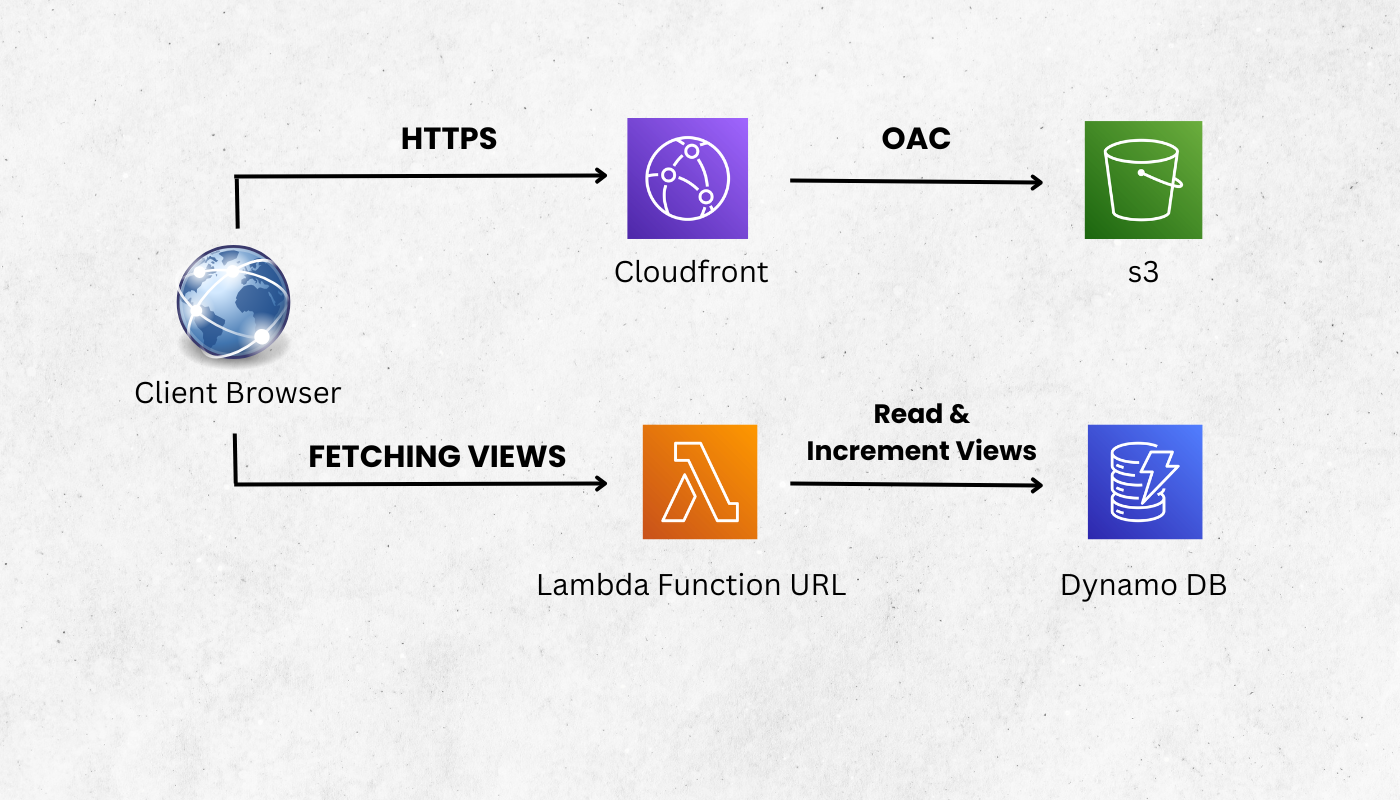 HTTPS
OAC
Cloudfront
s3
Client Browser
FETCHING VIEWS
Read &
Increment Views
Lambda Function URL
Dynamo DB